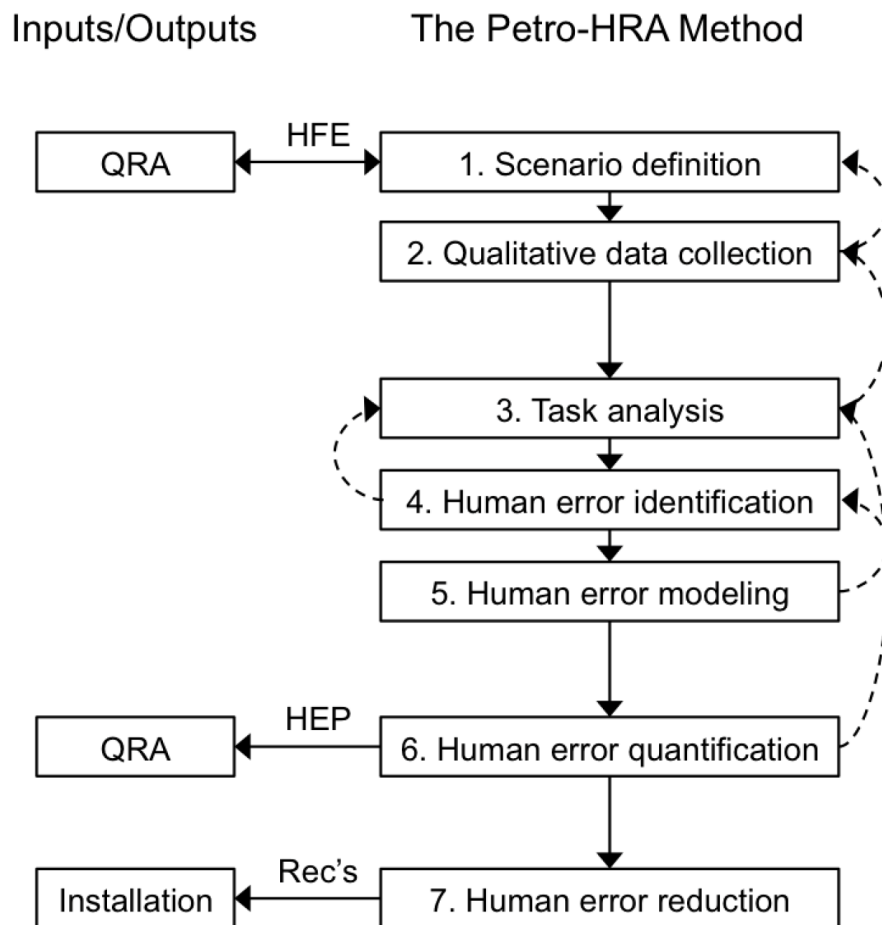 Inputs/Outputs
The Petro-HRA Method
QRA
HFE
1. Scenario definition
2. Qualitative data collection
3. Task analysis
4. Human error identification
5. Human error modeling
QRA
HEP
6. Human error quantification
Installation
Rec's
7. Human error reduction